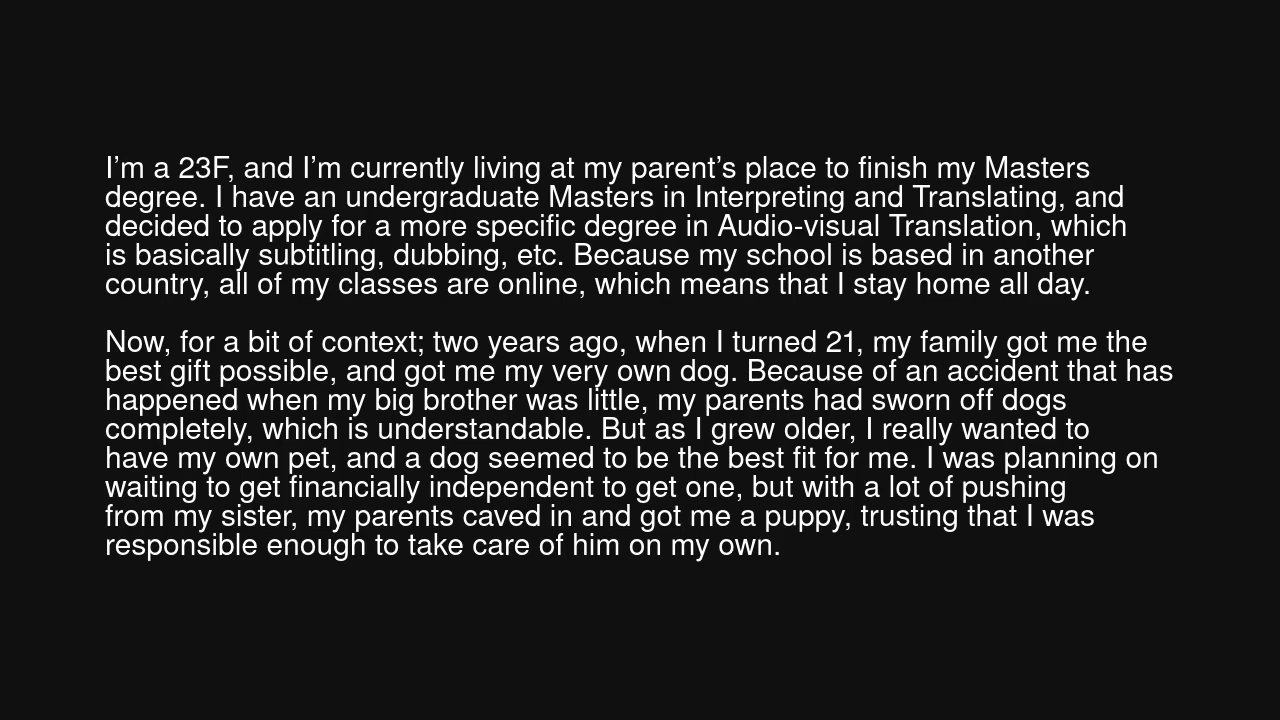 I’m a 23F, and I’m currently living at my parent’s place to finish my Masters
degree. I have an undergraduate Masters in Interpreting and Translating, and
decided to apply for a more specific degree in Audio-visual Translation, which
is basically subtitling, dubbing, etc. Because my school is based in another
country, all of my classes are online, which means that I stay home all day.
Now, for a bit of context; two years ago, when I turned 21, my family got me the
best gift possible, and got me my very own dog. Because of an accident that has
happened when my big brother was little, my parents had sworn off dogs
completely, which is understandable. But as I grew older, I really wanted to
have my own pet, and a dog seemed to be the best fit for me. I was planning on
waiting to get financially independent to get one, but with a lot of pushing
from my sister, my parents caved in and got me a puppy, trusting that I was
responsible enough to take care of him on my own.